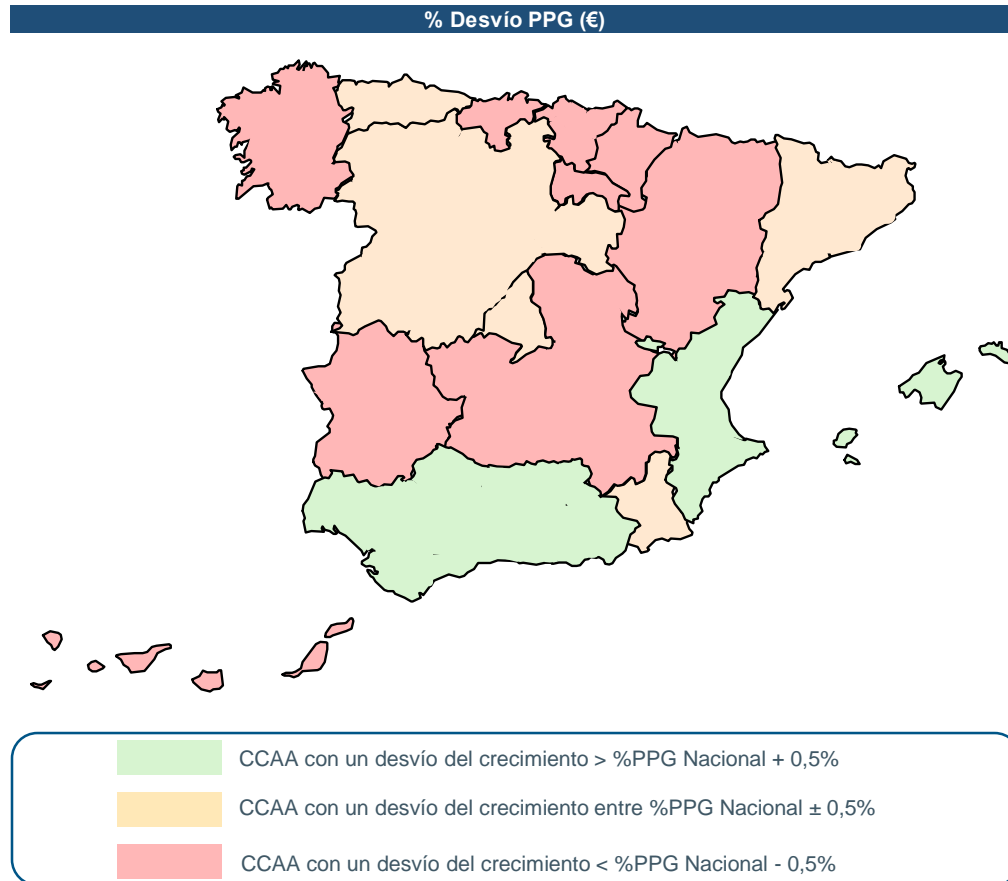 % Desvío PPG (€)
CCAA con un desvío del crecimiento > %PPG Nacional + 0,5%
CCAA con un desvío del crecimiento entre %PPG Nacional ± 0,5%
CCAA con un desvío del crecimiento < %PPG Nacional - 0,5%